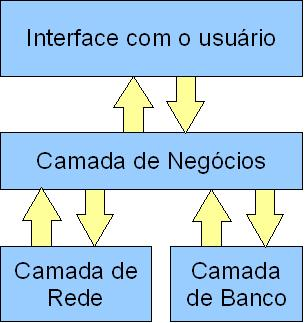 Interface com o usuário
Camada de Negócios
Camada de
Rede
Camada
de Banco